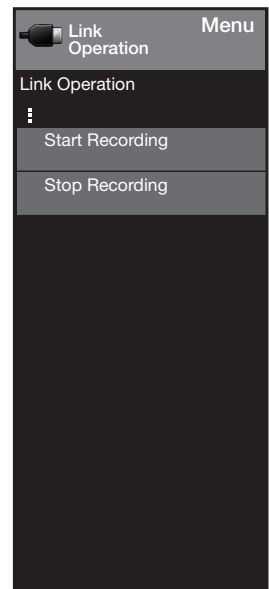 Link
Operation
Menu
Link Operation
Start Recording
Stop Recording